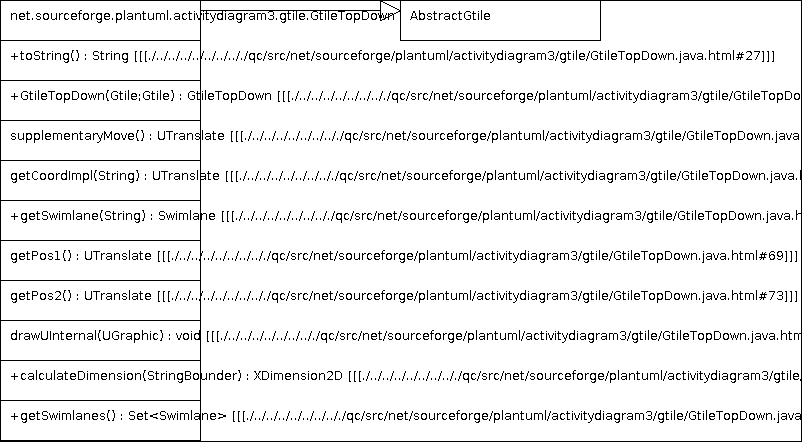 net.sourceforge.plantuml.activitydiagram3.gtile.GtileTopDown
AbstractGtile
+toString() : String [[[./../../../../../../../../qc/src/net/sourceforge/plantuml/activitydiagram3/gtile/GtileTopDown.java.html#27]]]
+GtileTopDown(Gtile;Gtile) : GtileTopDown [[[./../../../../../../../../qc/src/net/sourceforge/plantuml/activitydiagram3/gtile/GtileTopDo
supplementaryMove() : UTranslate [[[./../../../../../../../../qc/src/net/sourceforge/plantuml/activitydiagram3/gtile/GtileTopDown.java
getCoordImpl(String) : UTranslate [[[./../../../../../../../../qc/src/net/sourceforge/plantuml/activitydiagram3/gtile/GtileTopDown.java.
+getSwimlane(String) : Swimlane [[[./../../../../../../../../qc/src/net/sourceforge/plantuml/activitydiagram3/gtile/GtileTopDown.java.h
getPos1() : UTranslate [[[./../../../../../../../../qc/src/net/sourceforge/plantuml/activitydiagram3/gtile/GtileTopDown.java.html#69]]]
getPos2() : UTranslate [[[./../../../../../../../../qc/src/net/sourceforge/plantuml/activitydiagram3/gtile/GtileTopDown.java.html#73]]]
drawUInternal(UGraphic) : void [[[./../../../../../../../../qc/src/net/sourceforge/plantuml/activitydiagram3/gtile/GtileTopDown.java.htm
+calculateDimension(StringBounder) : XDimension2D [[[./../../../../../../../../qc/src/net/sourceforge/plantuml/activitydiagram3/gtile,
+getSwimlanes() : Set<Swimlane> [[[./../../../../../../../../qc/src/net/sourceforge/plantuml/activitydiagram3/gtile/GtileTopDown.java